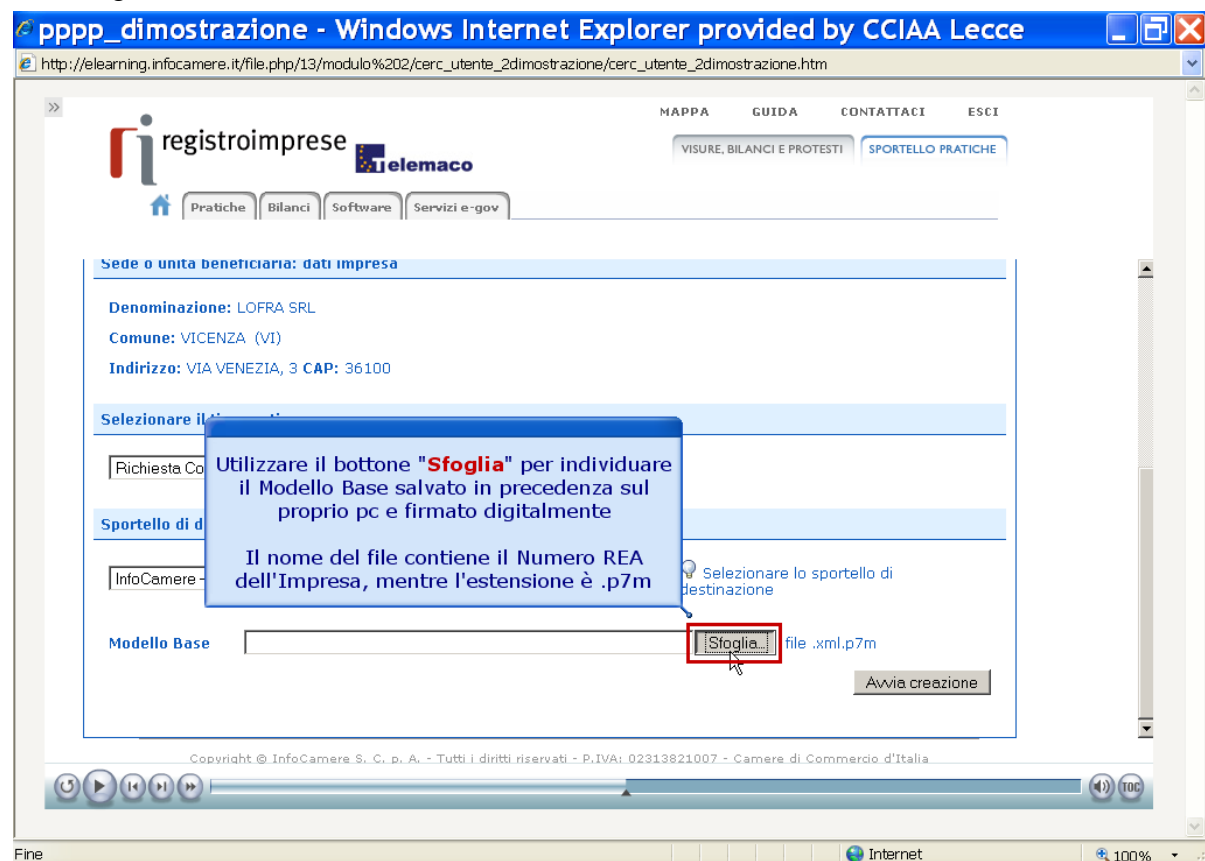 pppp_dimostrazione - Windows Internet Explorer provided by CCIAA Lecce
http://elearning.infocamere.it/file.php/13/modulo%202/cerc_utente_2dimostrazione/cerc_utente_2dimostrazione.htm
MAPPA GUIDA CONTATTACI ESCI
registroimprese
Telemaco
VISURE, BILANCI E PROTESTI SPORTELLO PRATICHE
Pratiche Bilanci Software Servizi e-gov
Sede o unità beneficiaria: dati impresa
Denominazione: LOFRA SRL
Comune: VICENZA (VI)
Indirizzo: VIA VENEZIA, 3 CAP: 36100
Selezionare il
Richiesta Co
Utilizzare il bottone "Sfoglia" per individuare
il Modello Base salvato in precedenza sul
proprio pc e firmato digitalmente
Il nome del file contiene il Numero REA
dell'Impresa, mentre l'estensione è .p7m
Sportello di d
InfoCamere -
Selezionare lo sportello di
destinazione
Modello Base Sfoglia... file .xml.p7m
Avvia creazione
Copyright © InfoCamere S. C. p. A. - Tutti i diritti riservati - P.IVA: 02313821007 - Camere di Commercio d'Italia
TOC
Fine Internet 100%